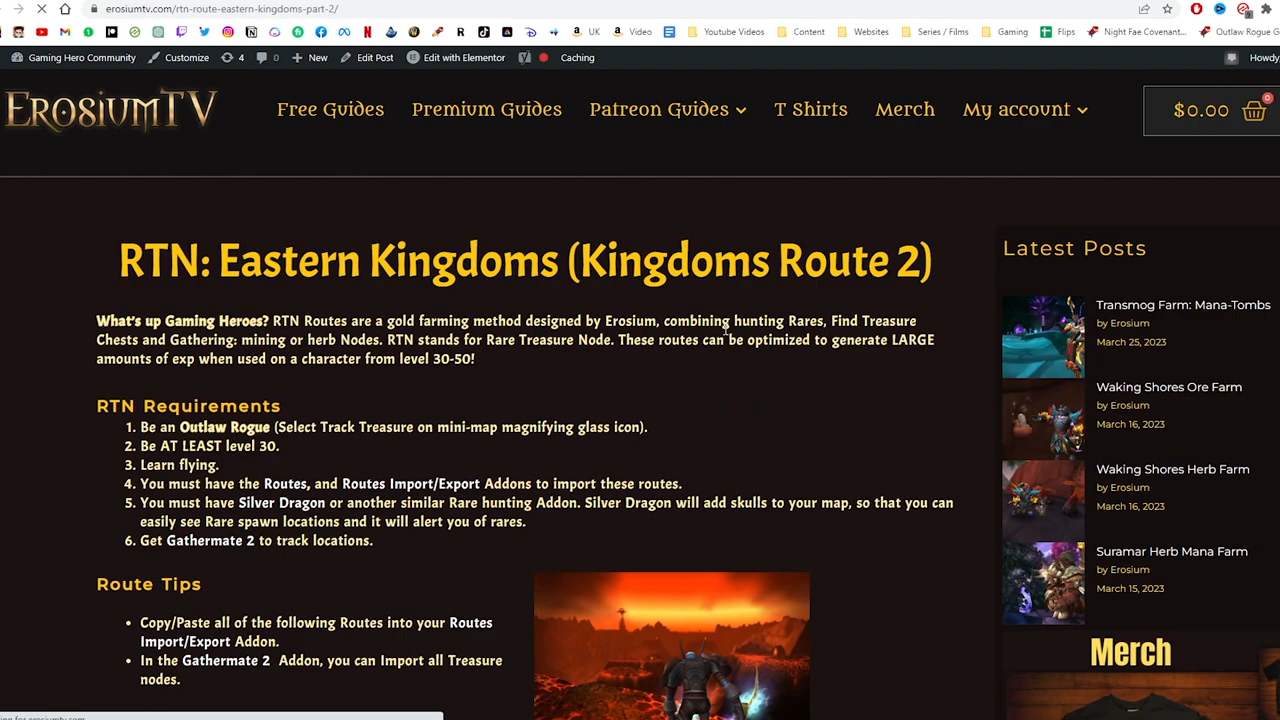 erosiumtv.com/rtn-route-eastern-kingdoms-part-2/
UK Video Youtube Videos Content Websites Series / Films Gaming Flips Night Fae Covenant... Outlaw Rogue G
Gaming Hero Community Customize 4 0 New Edit Post Edit with Elementor Caching Howdy
EROSIUMTV Free Guides Premium Guides Patreon Guides T Shirts Merch My account $0.00 0
RTN: Eastern Kingdoms (Kingdoms Route 2)
What's up Gaming Heroes? RTN Routes are a gold farming method designed by Erosium, combining hunting Rares, Find Treasure
Chests and Gathering: mining or herb Nodes. RTN stands for Rare Treasure Node. These routes can be optimized to generate LARGE
amounts of exp when used on a character from level 30-50!
RTN Requirements
1. Be an Outlaw Rogue (Select Track Treasure on mini-map magnifying glass icon).
2. Be AT LEAST level 30.
3. Learn flying.
4. You must have the Routes, and Routes Import/Export Addons to import these routes.
5. You must have Silver Dragon or another similar Rare hunting Addon. Silver Dragon will add skulls to your map, so that you can
easily see Rare spawn locations and it will alert you of rares.
6. Get Gathermate 2 to track locations.
Route Tips
• Copy/Paste all of the following Routes into your Routes
Import/Export Addon.
• In the Gathermate 2 Addon, you can Import all Treasure
nodes.
Latest Posts
Transmog Farm: Mana-Tombs
by Erosium
March 25, 2023
Waking Shores Ore Farm
by Erosium
March 16, 2023
Waking Shores Herb Farm
by Erosium
March 16, 2023
Suramar Herb Mana Farm
by Erosium
March 15, 2023
Merch